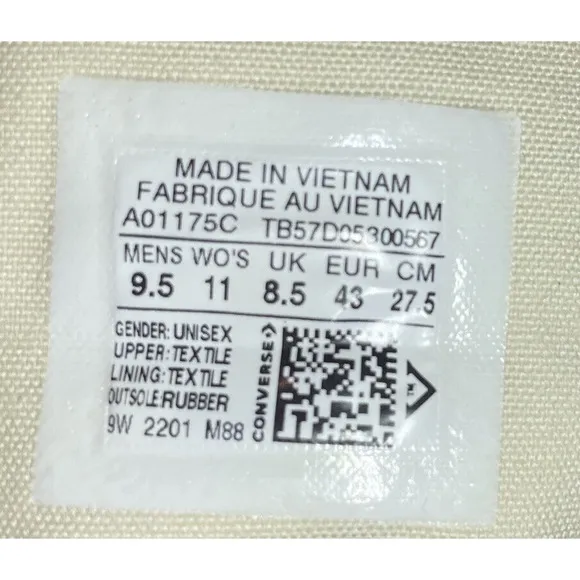 MADE IN VIETNAM
FABRIQUE AU VIETNAM
A01175C TB57D05300567
MENS WO'S UK EUR CM
9.5 11 8.5 43 27.5
GENDER: UNISEX
UPPER: TEXTILE
LINING: TEXTILE
OUTSOLE: RUBBER
9W 2201 M88
CONVERSE
TM